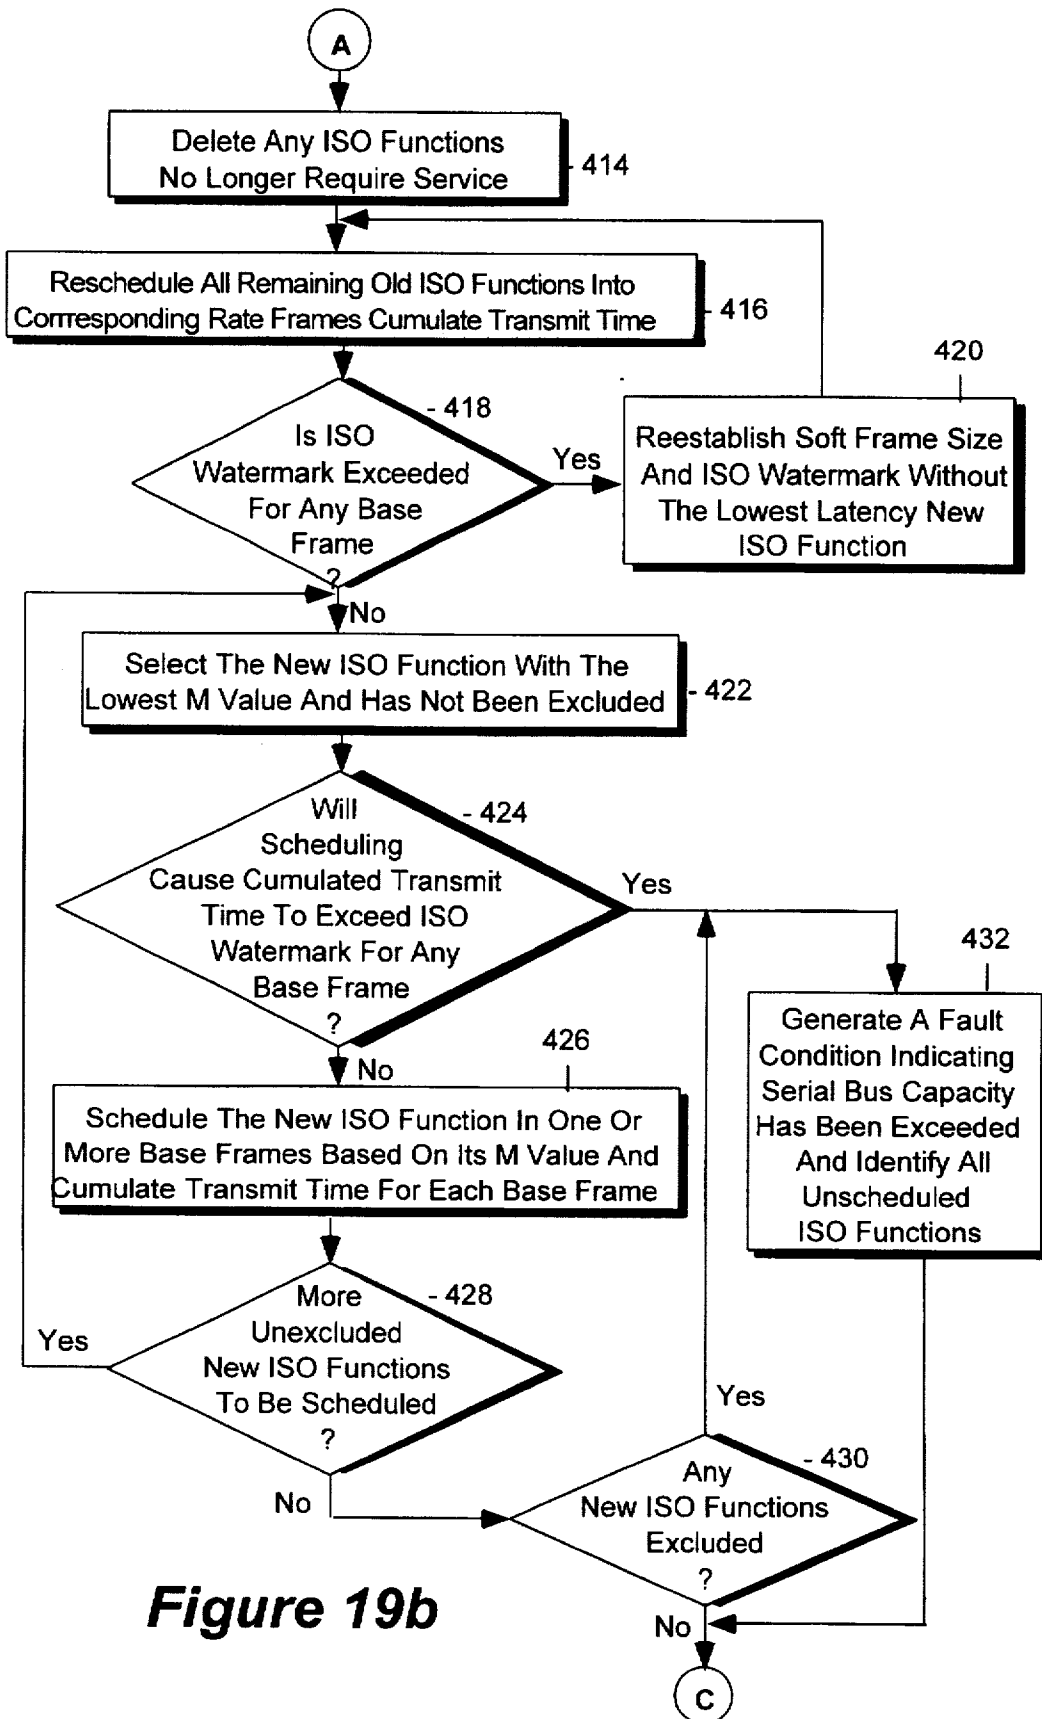 A
Delete Any ISO Functions
No Longer Require Service
- 414
Reschedule All Remaining Old ISO Functions Into
Corrresponding Rate Frames Cumulate Transmit Time
- 416
420
- 418
Is ISO
Watermark Exceeded
For Any Base
Frame
?
Yes
Reestablish Soft Frame Size
And ISO Watermark Without
The Lowest Latency New
ISO Function
No
Select The New ISO Function With The
Lowest M Value And Has Not Been Excluded
- 422
- 424
Will
Scheduling
Cause Cumulated Transmit
Time To Exceed ISO
Watermark For Any
Base Frame
?
Yes
432
Generate A Fault
Condition Indicating
Serial Bus Capacity
Has Been Exceeded
And Identify All
Unscheduled
ISO Functions
No
426
Schedule The New ISO Function In One Or
More Base Frames Based On Its M Value And
Cumulate Transmit Time For Each Base Frame
- 428
More
Unexcluded
New ISO Functions
To Be Scheduled
?
Yes
No
Yes
- 430
Any
New ISO Functions
Excluded
?
No
Figure 19b
C